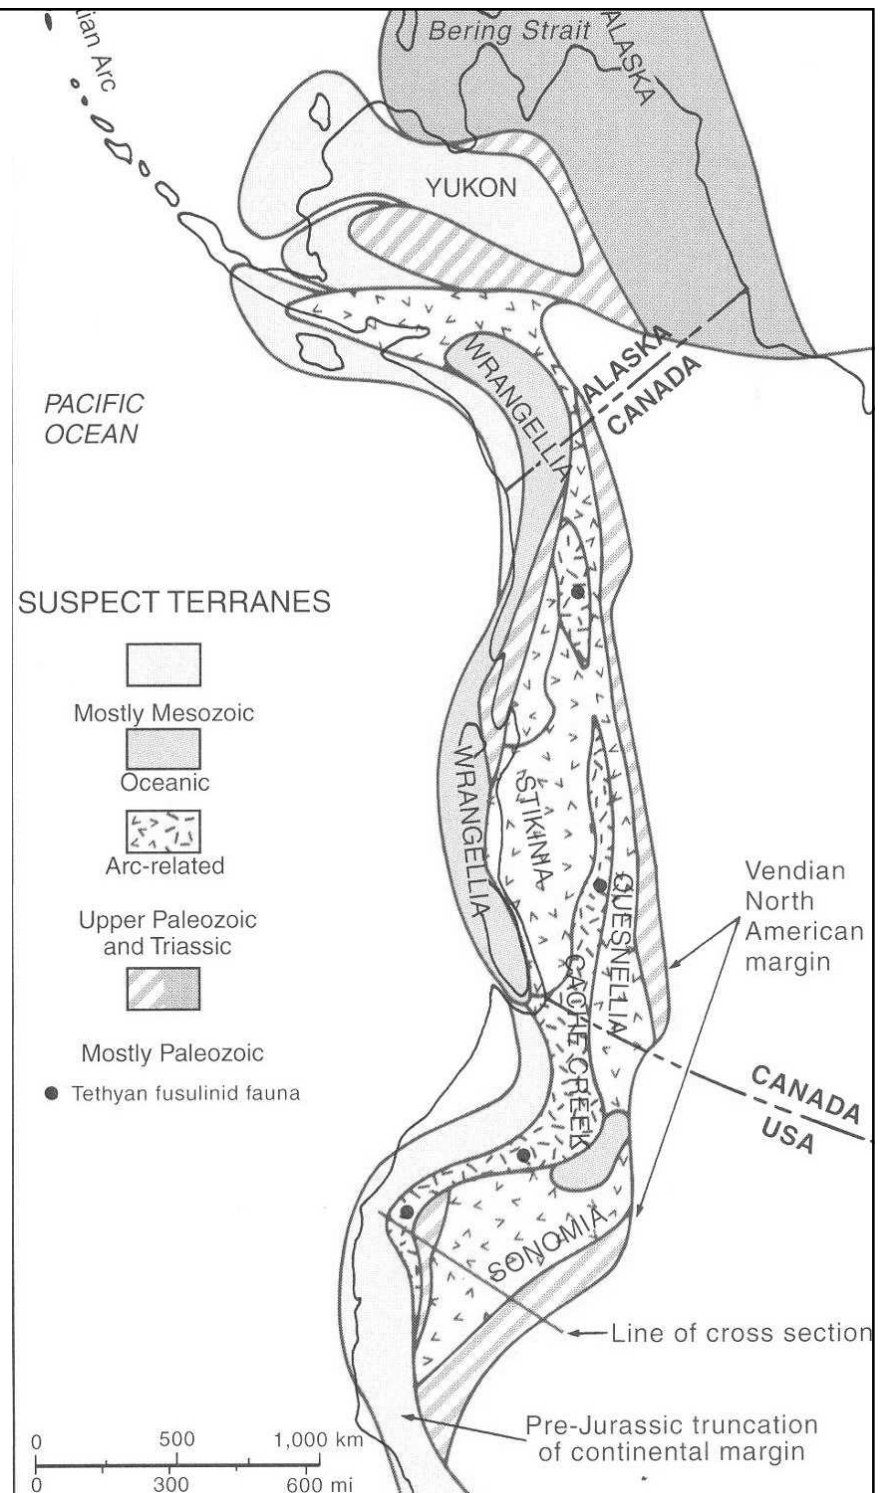 Bering Strait
ALASKA
tian Arc
YUKON
ALASKA
CANADA
WRANGELLIA
PACIFIC
OCEAN
SUSPECT TERRANES
Mostly Mesozoic
Oceanic
Arc-related
Upper Paleozoic
and Triassic
Mostly Paleozoic
Tethyan fusulinid fauna
WRANGELLIA
STIKINIA
QUESNELLIA
CACHE CREEK
Vendian
North
American
margin
CANADA
USA
SONOMIA
Line of cross section
Pre-Jurassic truncation
of continental margin
0 500 1,000 km
0 300 600 mi